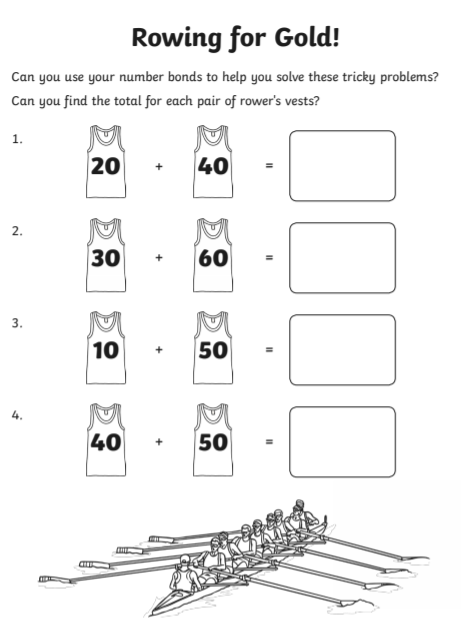 Rowing for Gold!
Can you use your number bonds to help you solve these tricky problems?
Can you find the total for each pair of rower's vests?
1. 20 + 40 =
2. 30 + 60 =
3. 10 + 50 =
4. 40 + 50 =